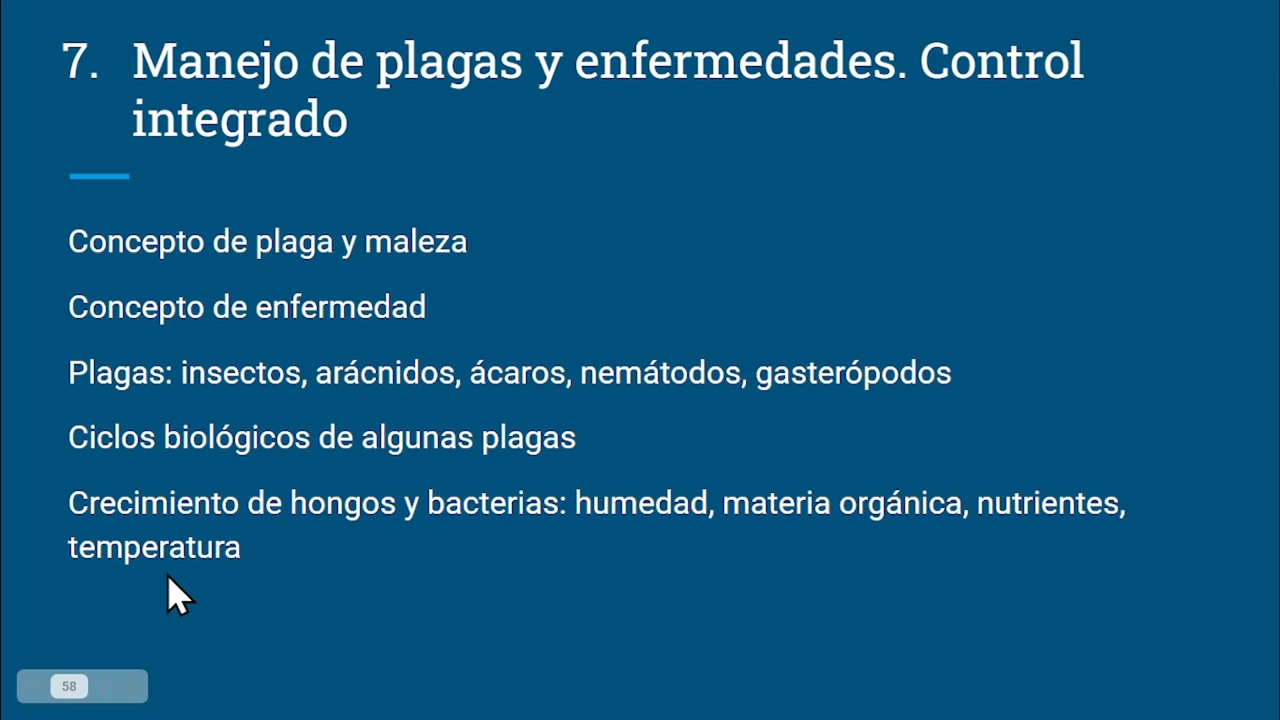 7. Manejo de plagas y enfermedades. Control
integrado
Concepto de plaga y maleza
Concepto de enfermedad
Plagas: insectos, arácnidos, ácaros, nemátodos, gasterópodos
Ciclos biológicos de algunas plagas
Crecimiento de hongos y bacterias: humedad, materia orgánica, nutrientes,
temperatura
58